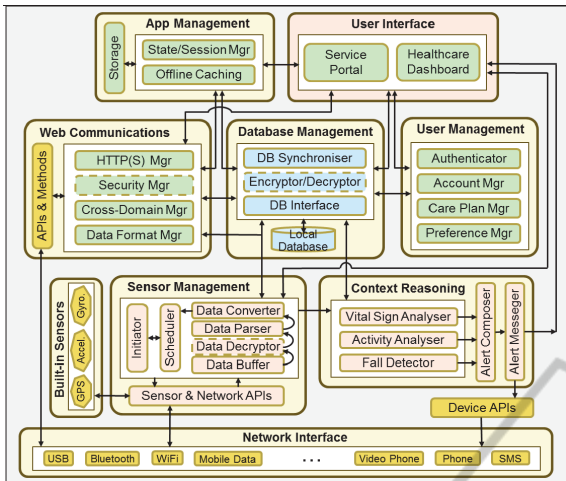 App Management
Storage
State/Session Mgr
Offline Caching
User Interface
Service
Portal
Healthcare
Dashboard
Web Communications
APIs & Methods
HTTP(S) Mgr
Security Mgr
Cross-Domain Mgr
Data Format Mgr
Database Management
DB Synchroniser
Encryptor/Decryptor
DB Interface
Local
Database
User Management
Authenticator
Account Mgr
Care Plan Mgr
Preference Mgr
Built-In Sensors
Gyro.
Accel.
GPS
Sensor Management
Initiator
Scheduler
Data Converter
Data Parser
Data Decryptor
Data Buffer
Sensor & Network APIs
Context Reasoning
Vital Sign Analyser
Activity Analyser
Fall Detector
Alert Composer
Alert Messeger
Device APIs
Network Interface
USB
Bluetooth
WiFi
Mobile Data
...
Video Phone
Phone
SMS